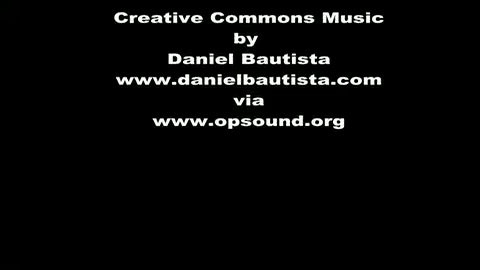 Creative Commons Music
by
Daniel Bautista
www.danielbautista.com
via
www.opsound.org